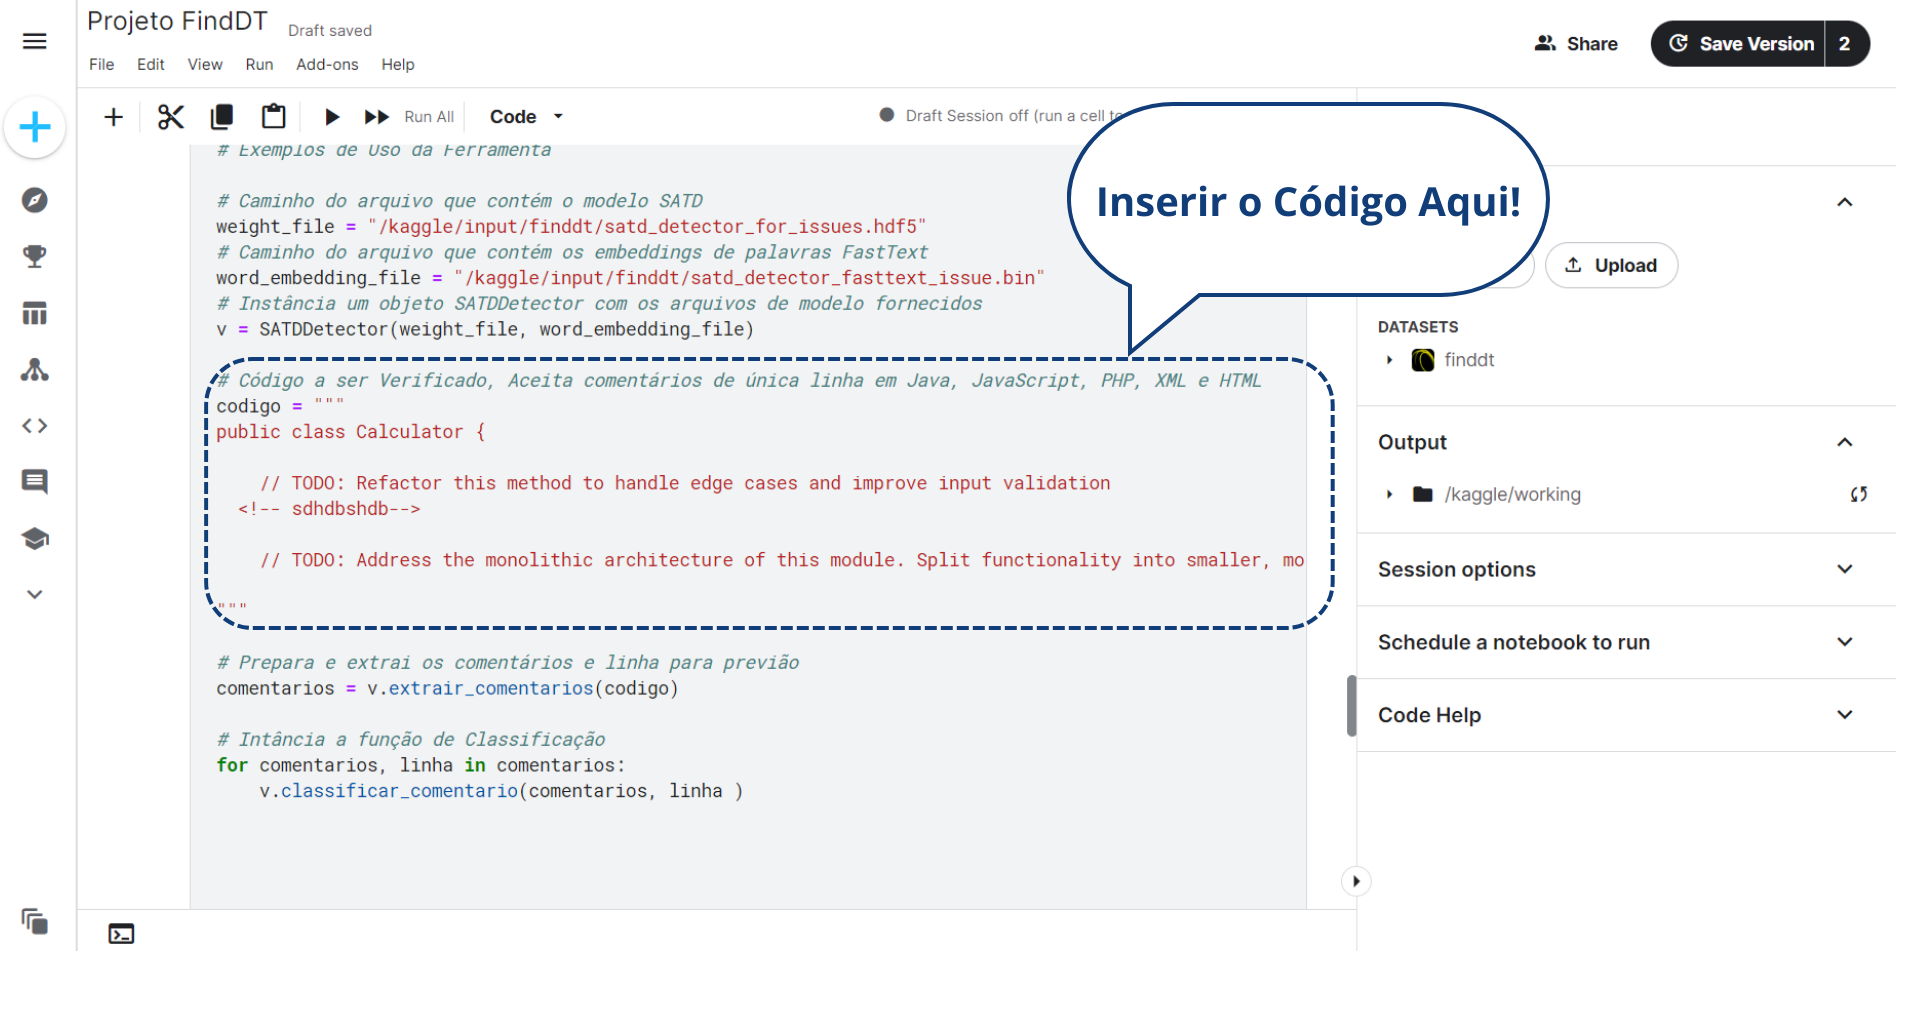 Projeto FindDT
Draft saved
File Edit View Run Add-ons Help
Share
Save Version 2
Run All
Code
Draft Session off (run a cell to
# Exemplos de Uso da Ferramenta
# Caminho do arquivo que contém o modelo SATD
weight_file = "/kaggle/input/finddt/satd_detector_for_issues.hdf5"
# Caminho do arquivo que contém os embeddings de palavras FastText
word_embedding_file = "/kaggle/input/finddt/satd_detector_fasttext_issue.bin"
# Instância um objeto SATDDetector com os arquivos de modelo fornecidos
v = SATDDetector(weight_file, word_embedding_file)
# Código a ser Verificado, Aceita comentários de única linha em Java, JavaScript, PHP, XML e HTML
codigo = """
public class Calculator {
// TODO: Refactor this method to handle edge cases and improve input validation
<!-- sdhdbshdb-->
// TODO: Address the monolithic architecture of this module. Split functionality into smaller, mo
"""
# Prepara e extrai os comentários e linha para previão
comentarios = v.extrair_comentarios(codigo)
# Intância a função de Classificação
for comentarios, linha in comentarios:
v.classificar_comentario(comentarios, linha )
Inserir o Código Aqui!
Upload
DATASETS
finddt
Output
/kaggle/working
Session options
Schedule a notebook to run
Code Help